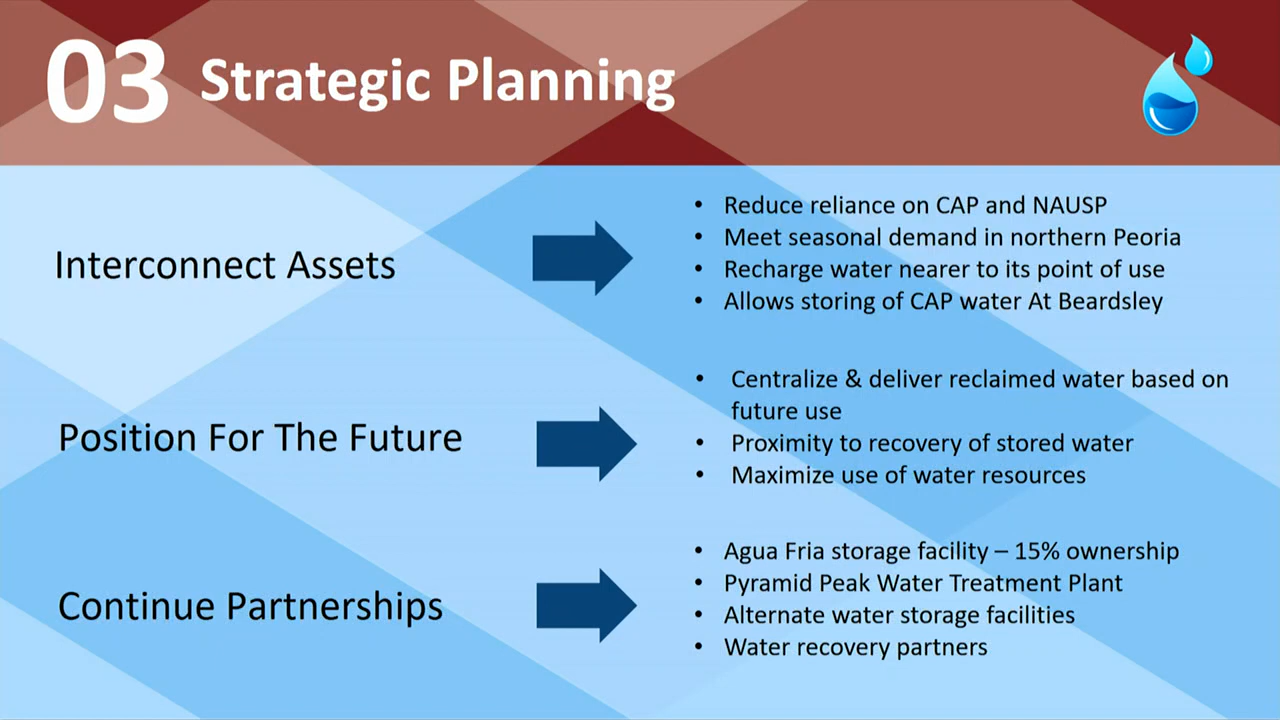 03 Strategic Planning
Interconnect Assets
• Reduce reliance on CAP and NAUSP
• Meet seasonal demand in northern Peoria
• Recharge water nearer to its point of use
• Allows storing of CAP water At Beardsley
Position For The Future
• Centralize & deliver reclaimed water based on
future use
• Proximity to recovery of stored water
• Maximize use of water resources
Continue Partnerships
• Agua Fria storage facility – 15% ownership
• Pyramid Peak Water Treatment Plant
• Alternate water storage facilities
• Water recovery partners